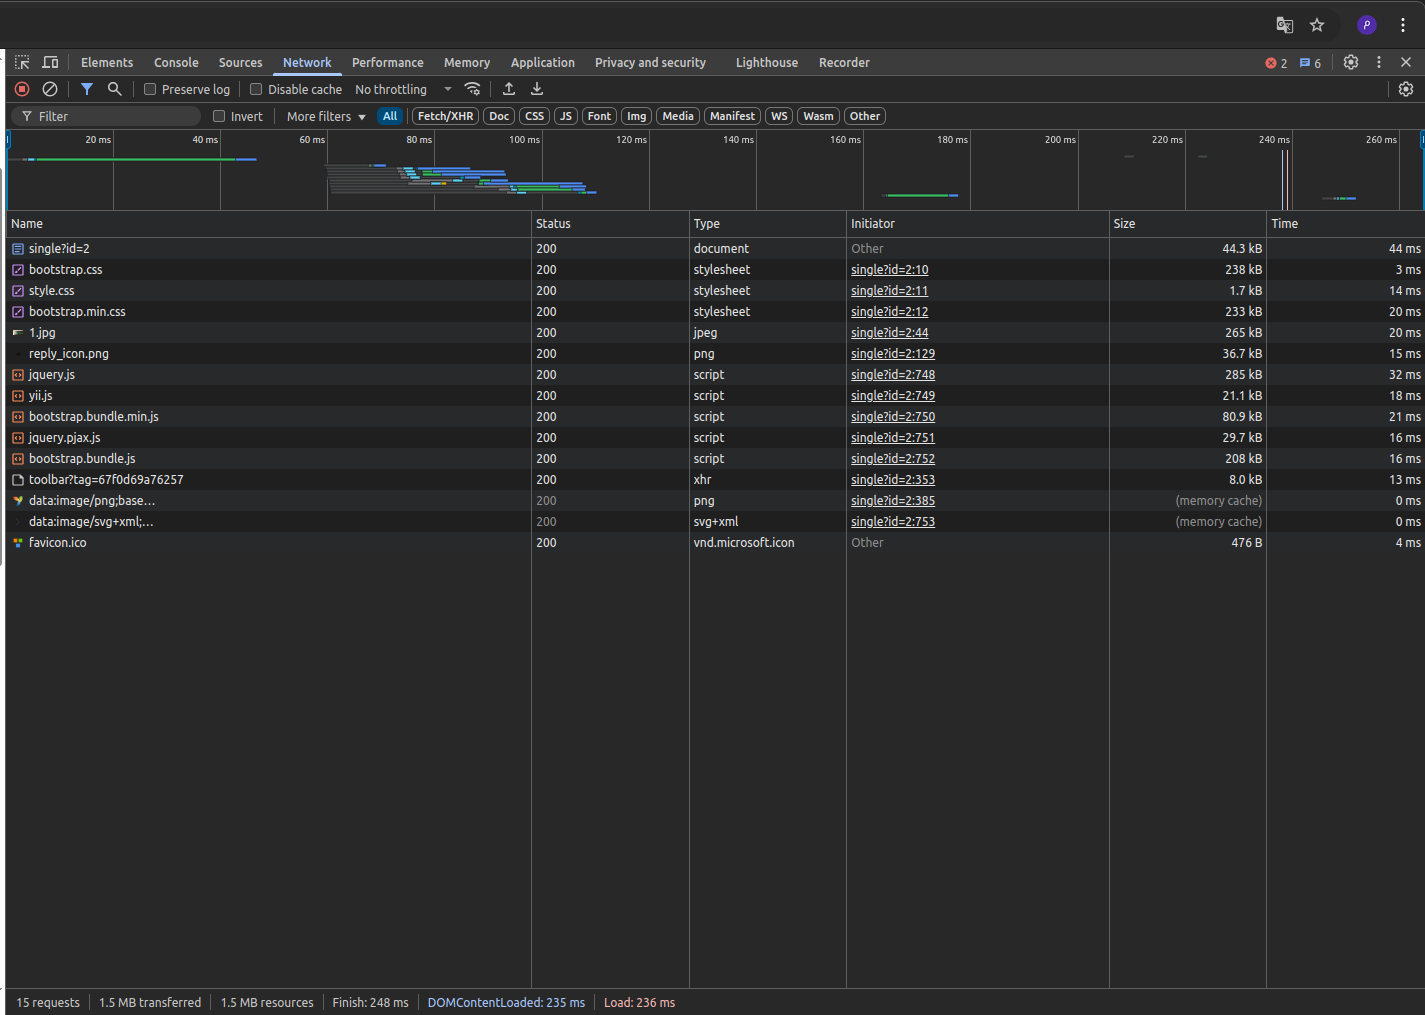 P
Elements Console Sources Network Performance Memory Application Privacy and security Lighthouse Recorder 2 6
Preserve log Disable cache No throttling
Filter Invert More filters All Fetch/XHR Doc CSS JS Font Img Media Manifest WS Wasm Other
20 ms 40 ms 60 ms 80 ms 100 ms 120 ms 140 ms 160 ms 180 ms 200 ms 220 ms 240 ms 260 ms
Name Status Type Initiator Size Time
single?id=2 200 document Other 44.3 kB 44 ms
bootstrap.css 200 stylesheet single?id=2:10 238 kB 3 ms
style.css 200 stylesheet single?id=2:11 1.7 kB 14 ms
bootstrap.min.css 200 stylesheet single?id=2:12 233 kB 20 ms
1.jpg 200 jpeg single?id=2:44 265 kB 20 ms
reply_icon.png 200 png single?id=2:129 36.7 kB 15 ms
jquery.js 200 script single?id=2:748 285 kB 32 ms
yii.js 200 script single?id=2:749 21.1 kB 18 ms
bootstrap.bundle.min.js 200 script single?id=2:750 80.9 kB 21 ms
jquery.pjax.js 200 script single?id=2:751 29.7 kB 16 ms
bootstrap.bundle.js 200 script single?id=2:752 208 kB 16 ms
toolbar?tag=67f0d69a76257 200 xhr single?id=2:353 8.0 kB 13 ms
data:image/png;base... 200 png single?id=2:385 (memory cache) 0 ms
data:image/svg+xml;... 200 svg+xml single?id=2:753 (memory cache) 0 ms
favicon.ico 200 vnd.microsoft.icon Other 476 B 4 ms
15 requests 1.5 MB transferred 1.5 MB resources Finish: 248 ms DOMContentLoaded: 235 ms Load: 236 ms